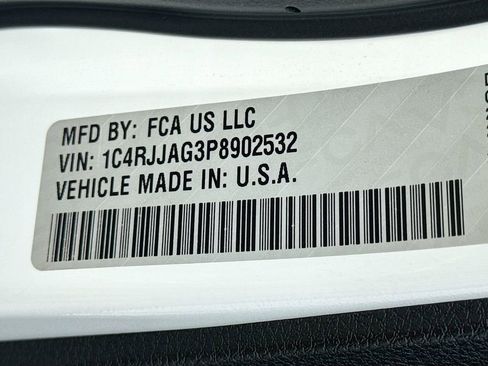 MFD BY: FCA US LLC
VIN: 1C4RJJAG3P8902532
VEHICLE MADE IN: U.S.A.